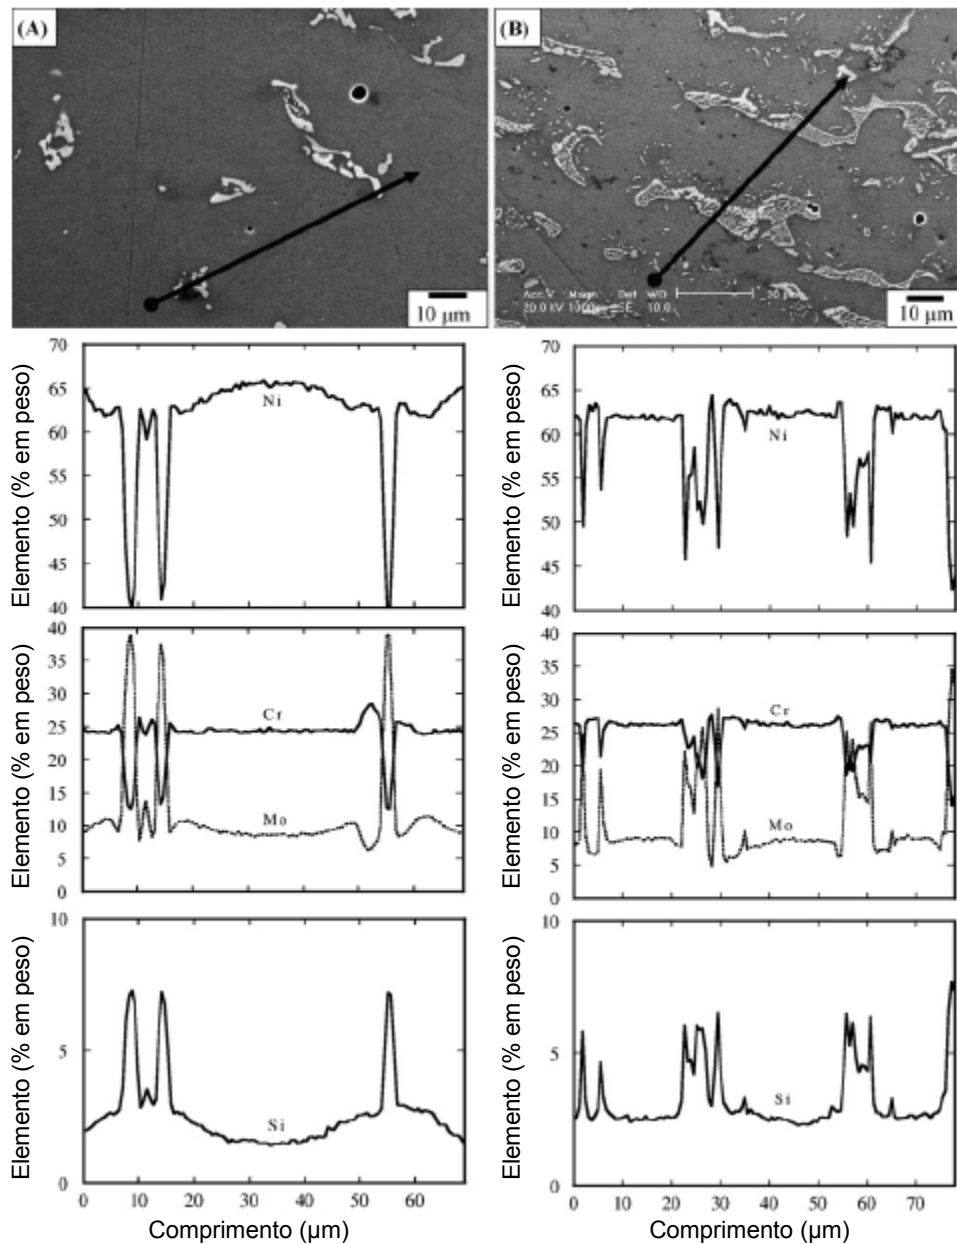 (A)
10 µm
(B)
Acc.V Magn Det WD
20.0 kV 1000x SE 10.0
10 µm
Elemento (% em peso)
70
65
60
55
50
45
40
Ni
Elemento (% em peso)
70
65
60
55
50
45
40
Ni
Elemento (% em peso)
40
35
30
25
20
15
10
5
0
Cr
Mo
Elemento (% em peso)
40
35
30
25
20
15
10
5
0
Cr
Mo
Elemento (% em peso)
10
5
0
Si
0 10 20 30 40 50 60
Comprimento (µm)
Elemento (% em peso)
10
5
0
Si
0 10 20 30 40 50 60 70
Comprimento (µm)